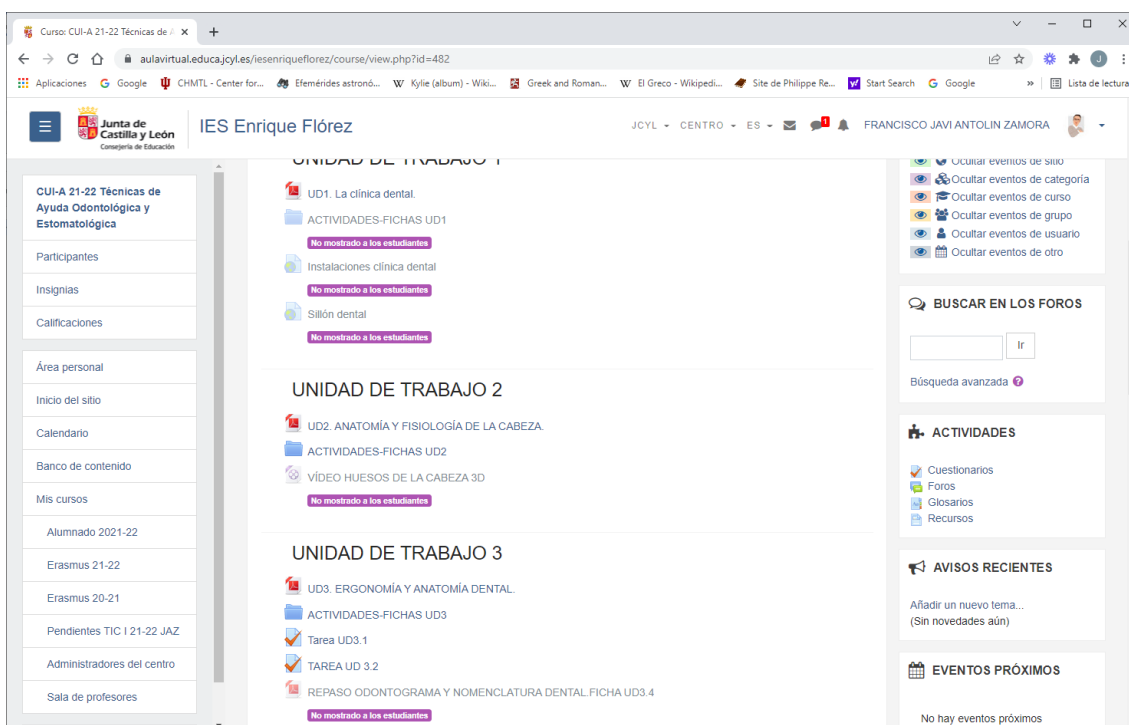 Curso: CUI-A 21-22 Técnicas de A
aulavirtual.educa.jcyl.es/iesenriqueflorez/course/view.php?id=482
J
Aplicaciones
Google
CHMTL - Center for...
Efemérides astronó...
Kylie (album) - Wiki...
Greek and Roman...
El Greco - Wikipedi...
Site de Philippe Re...
Start Search
Google
»
Lista de lectura
Junta de
Castilla y León
Consejería de Educación
IES Enrique Flórez
JCYL
CENTRO
ES
1
FRANCISCO JAVI ANTOLIN ZAMORA
CUI-A 21-22 Técnicas de
Ayuda Odontológica y
Estomatológica
Participantes
Insignias
Calificaciones
Área personal
Inicio del sitio
Calendario
Banco de contenido
Mis cursos
Alumnado 2021-22
Erasmus 21-22
Erasmus 20-21
Pendientes TIC I 21-22 JAZ
Administradores del centro
Sala de profesores
UNIDAD DE TRABAJO 1
UD1. La clínica dental.
ACTIVIDADES-FICHAS UD1
No mostrado a los estudiantes
Instalaciones clínica dental
No mostrado a los estudiantes
Sillón dental
No mostrado a los estudiantes
UNIDAD DE TRABAJO 2
UD2. ANATOMÍA Y FISIOLOGÍA DE LA CABEZA.
ACTIVIDADES-FICHAS UD2
VÍDEO HUESOS DE LA CABEZA 3D
No mostrado a los estudiantes
UNIDAD DE TRABAJO 3
UD3. ERGONOMÍA Y ANATOMÍA DENTAL.
ACTIVIDADES-FICHAS UD3
Tarea UD3.1
TAREA UD 3.2
REPASO ODONTOGRAMA Y NOMENCLATURA DENTAL.FICHA UD3.4
No mostrado a los estudiantes
Ocultar eventos de sitio
Ocultar eventos de categoría
Ocultar eventos de curso
Ocultar eventos de grupo
Ocultar eventos de usuario
Ocultar eventos de otro
BUSCAR EN LOS FOROS
Ir
Búsqueda avanzada
ACTIVIDADES
Cuestionarios
Foros
Glosarios
Recursos
AVISOS RECIENTES
Añadir un nuevo tema...
(Sin novedades aún)
EVENTOS PRÓXIMOS
No hay eventos próximos